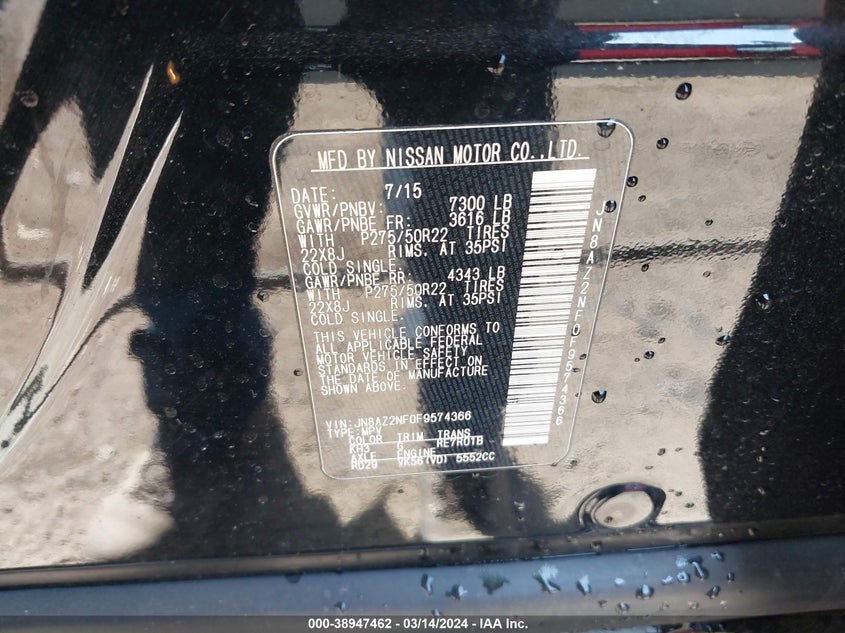 MFD BY NISSAN MOTOR CO.,LTD.
DATE: 7/15
GVWR/PNBV: 7300 LB
GAWR/PNBE FR: 3616 LB
WITH P275/50R22 TIRES
22X8J RIMS. AT 35PSI
COLD SINGLE.
GAWR/PNBE RR: 4343 LB
WITH P275/50R22 TIRES
22X8J RIMS. AT 35PSI
COLD SINGLE.
THIS VEHICLE CONFORMS TO
ALL APPLICABLE FEDERAL
MOTOR VEHICLE SAFETY
STANDARDS IN EFFECT ON
THE DATE OF MANUFACTURE
SHOWN ABOVE.
VIN: JN8AZ2NF0F9574366
TYPE: MPV
COLOR TRIM TRANS
KH3 G RE7R01B
AXLE ENGINE
RD29 VK56(VD) 5552CC
JN8AZ2NF0F9574366
000-38947462 - 03/14/2024 - IAA Inc.